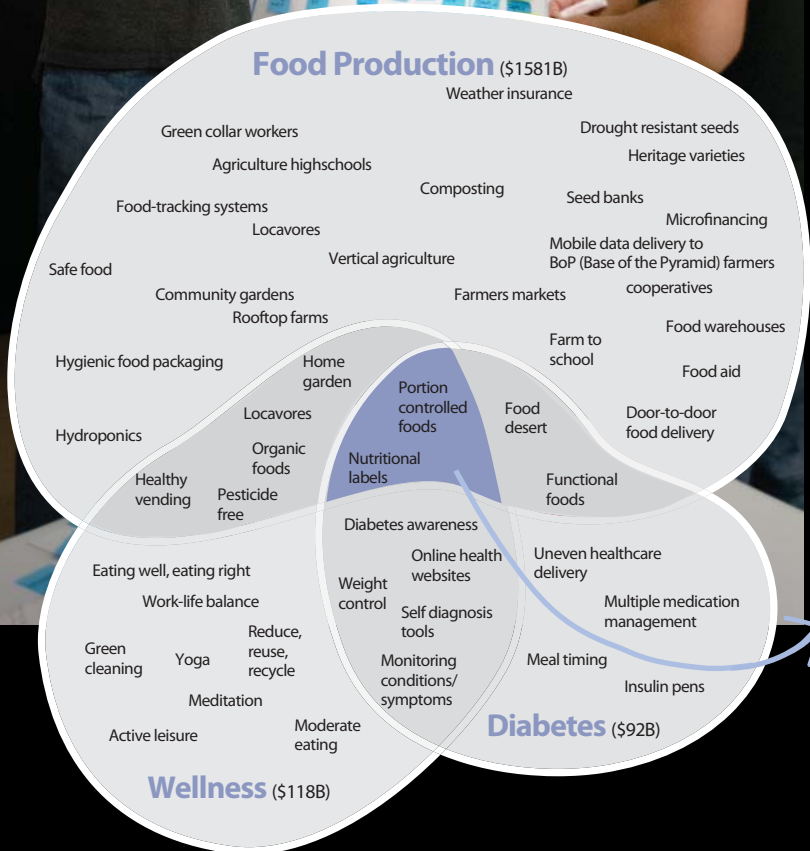 Food Production ($1581B)
Weather insurance
Green collar workers
Drought resistant seeds
Agriculture highschools
Heritage varieties
Composting
Seed banks
Food-tracking systems
Microfinancing
Locavores
Mobile data delivery to
BoP (Base of the Pyramid) farmers
Vertical agriculture
Safe food
cooperatives
Community gardens
Farmers markets
Rooftop farms
Food warehouses
Farm to
school
Hygienic food packaging
Home
garden
Food aid
Portion
controlled
foods
Food
desert
Door-to-door
food delivery
Locavores
Hydroponics
Organic
foods
Nutritional
labels
Healthy
vending
Pesticide
free
Functional
foods
Diabetes awareness
Online health
websites
Uneven healthcare
delivery
Eating well, eating right
Weight
control
Work-life balance
Self diagnosis
tools
Multiple medication
management
Green
cleaning
Yoga
Reduce,
reuse,
recycle
Monitoring
conditions/
symptoms
Meal timing
Insulin pens
Meditation
Active leisure
Moderate
eating
Diabetes ($92B)
Wellness ($118B)